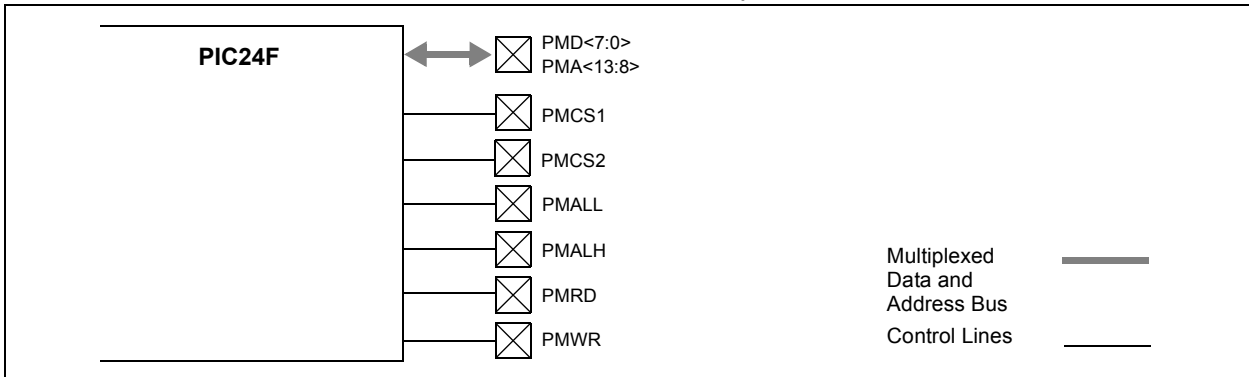 PIC24F
PMD<7:0>
PMA<13:8>
PMCS1
PMCS2
PMALL
PMALH
PMRD
PMWR
Multiplexed
Data and
Address Bus
Control Lines